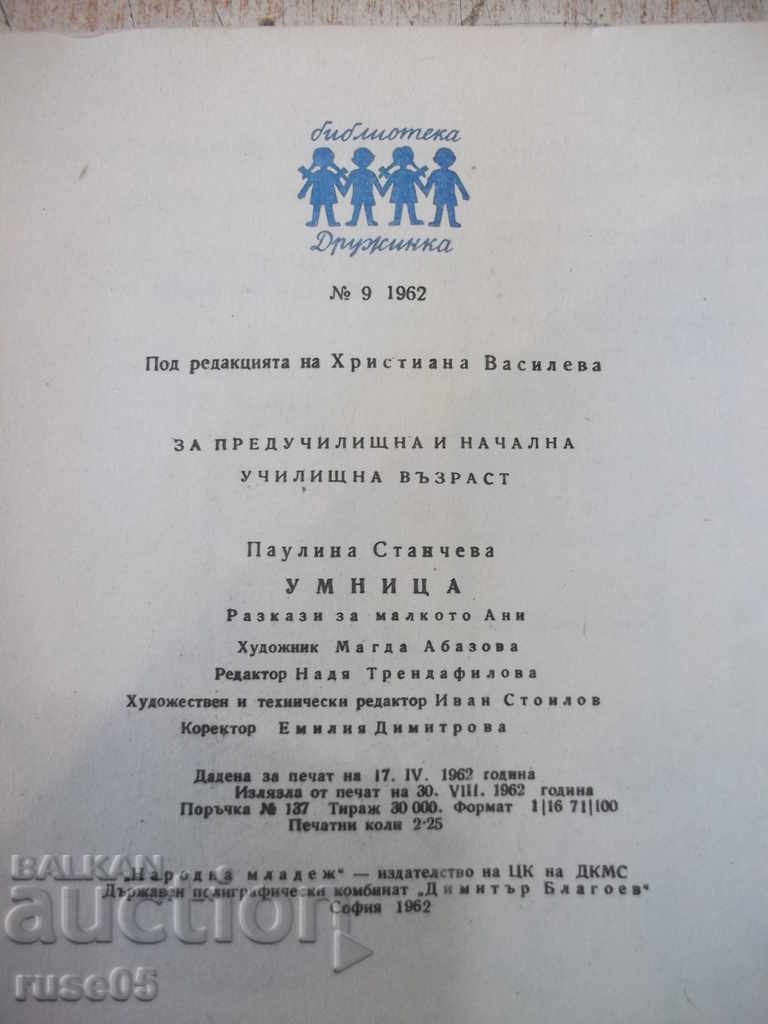 библиотека
Дружинка
№ 9 1962
Под редакцията на Христиана Василева
ЗА ПРЕДУЧИЛИЩНА И НАЧАЛНА
УЧИЛИЩНА ВЪЗРАСТ
Паулина Станчева
УМНИЦА
Разкази за малкото Ани
Художник Магда Абазова
Редактор Надя Трендафилова
Художествен и технически редактор Иван Стоилов
Коректор Емилия Димитрова
Дадена за печат на 17. IV. 1962 година
Излязла от печат на 30. VIII. 1962 година
Поръчка № 137 Тираж 30 000. Формат 1|16 71|100
Печатни коли 2·25
„Народна младеж“ — издателство на ЦК на ДКМС
Държавен полиграфически комбинат „Димитър Благоев“
София 1962
BALKAN
auction
ruse05